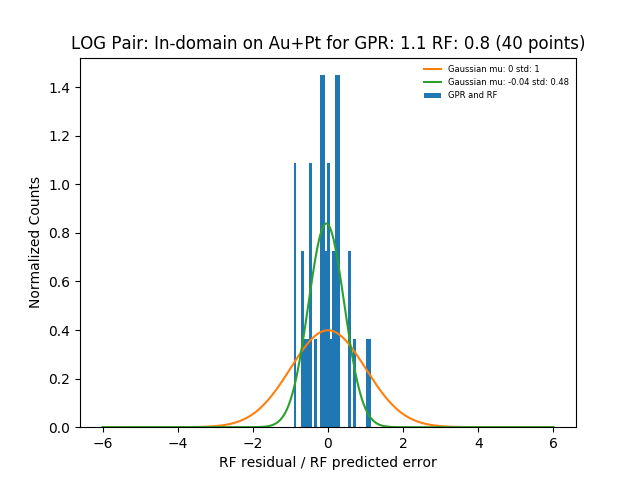 LOG Pair: In-domain on Au+Pt for GPR: 1.1 RF: 0.8 (40 points)
Gaussian mu: 0 std: 1
Gaussian mu: -0.04 std: 0.48
GPR and RF
Normalized Counts
1.4
1.2
1.0
0.8
0.6
0.4
0.2
0.0
−6 −4 −2 0 2 4 6
RF residual / RF predicted error